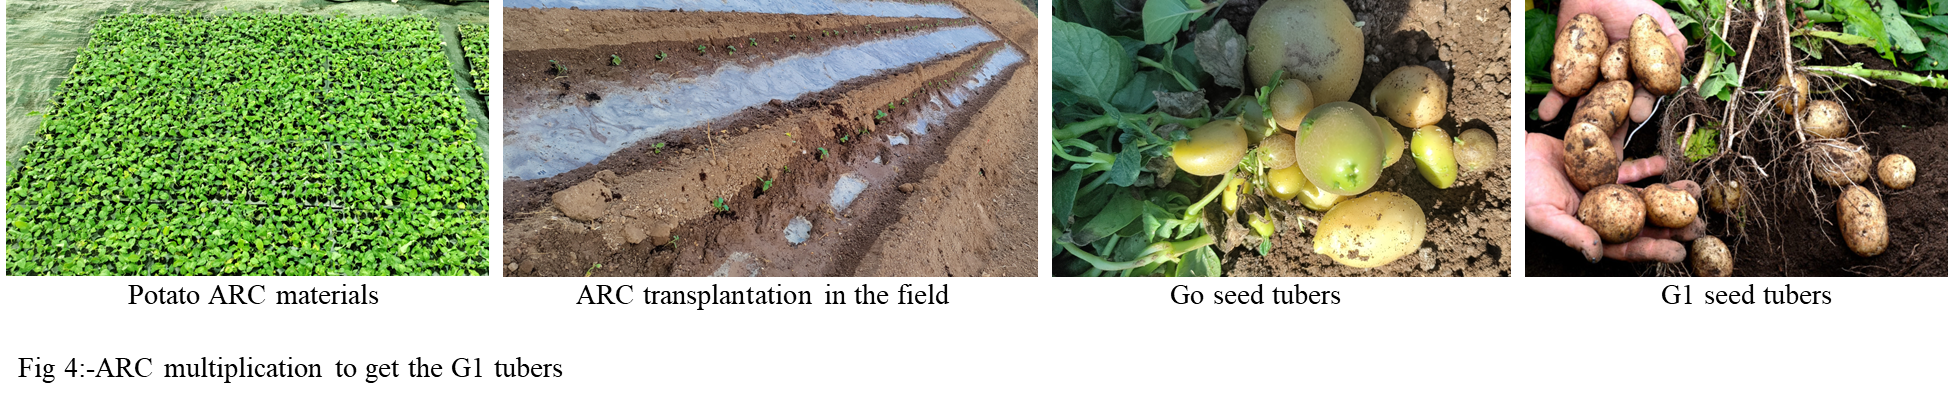 Potato ARC materials
ARC transplantation in the field
Go seed tubers
G1 seed tubers
Fig 4:-ARC multiplication to get the G1 tubers